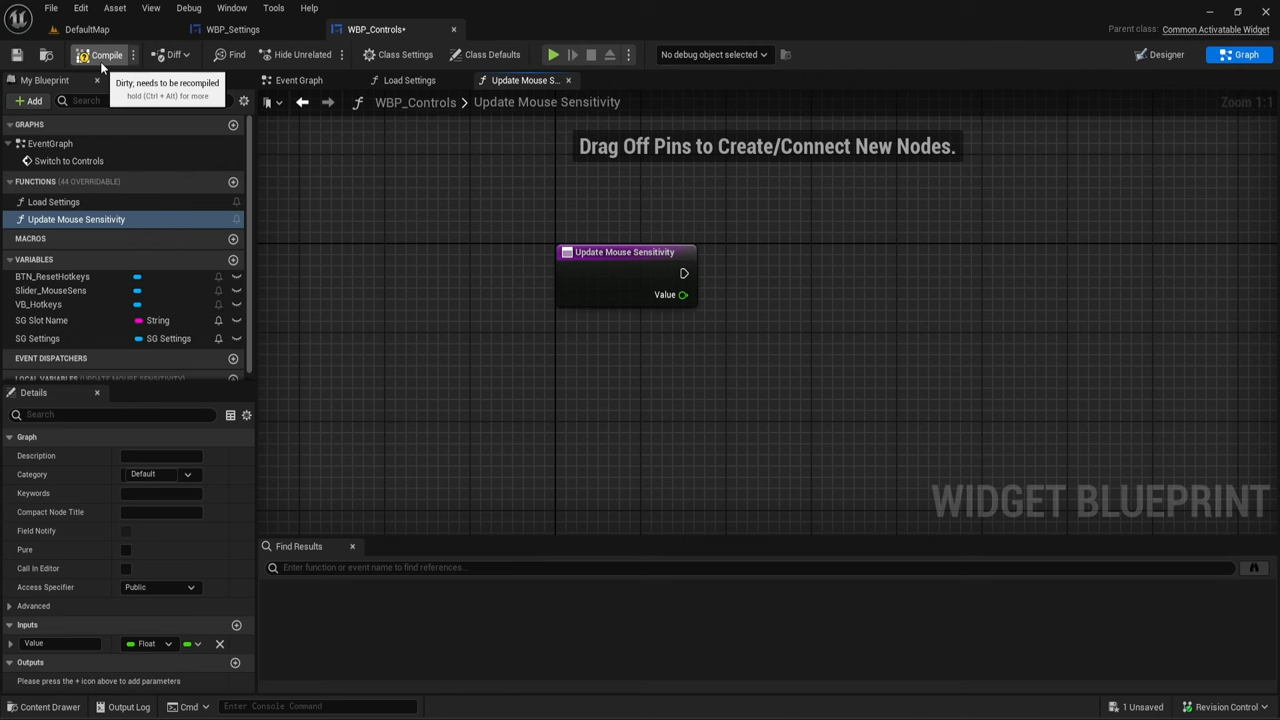 File Edit Asset View Debug Window Tools Help
DefaultMap WBP_Settings WBP_Controls•
Parent class: Common Activatable Widget
Compile Diff Find Hide Unrelated Class Settings Class Defaults No debug object selected Designer Graph
Dirty; needs to be recompiled
hold (Ctrl + Alt) for more
My Blueprint Event Graph Load Settings Update Mouse S...
Add Search
WBP_Controls Update Mouse Sensitivity Zoom 1:1
Drag Off Pins to Create/Connect New Nodes.
GRAPHS
EventGraph
Switch to Controls
FUNCTIONS (44 OVERRIDABLE)
Load Settings
Update Mouse Sensitivity
MACROS
VARIABLES
BTN_ResetHotkeys
Slider_MouseSens
VB_Hotkeys
SG Slot Name String
SG Settings SG Settings
EVENT DISPATCHERS
LOCAL VARIABLES (UPDATE MOUSE SENSITIVITY)
Update Mouse Sensitivity
Value
WIDGET BLUEPRINT
Details
Search
Graph
Description
Category Default
Keywords
Compact Node Title
Field Notify
Pure
Call In Editor
Access Specifier Public
Advanced
Inputs
Value Float
Outputs
Please press the + icon above to add parameters
Find Results
Enter function or event name to find references...
Content Drawer Output Log Cmd Enter Console Command 1 Unsaved Revision Control